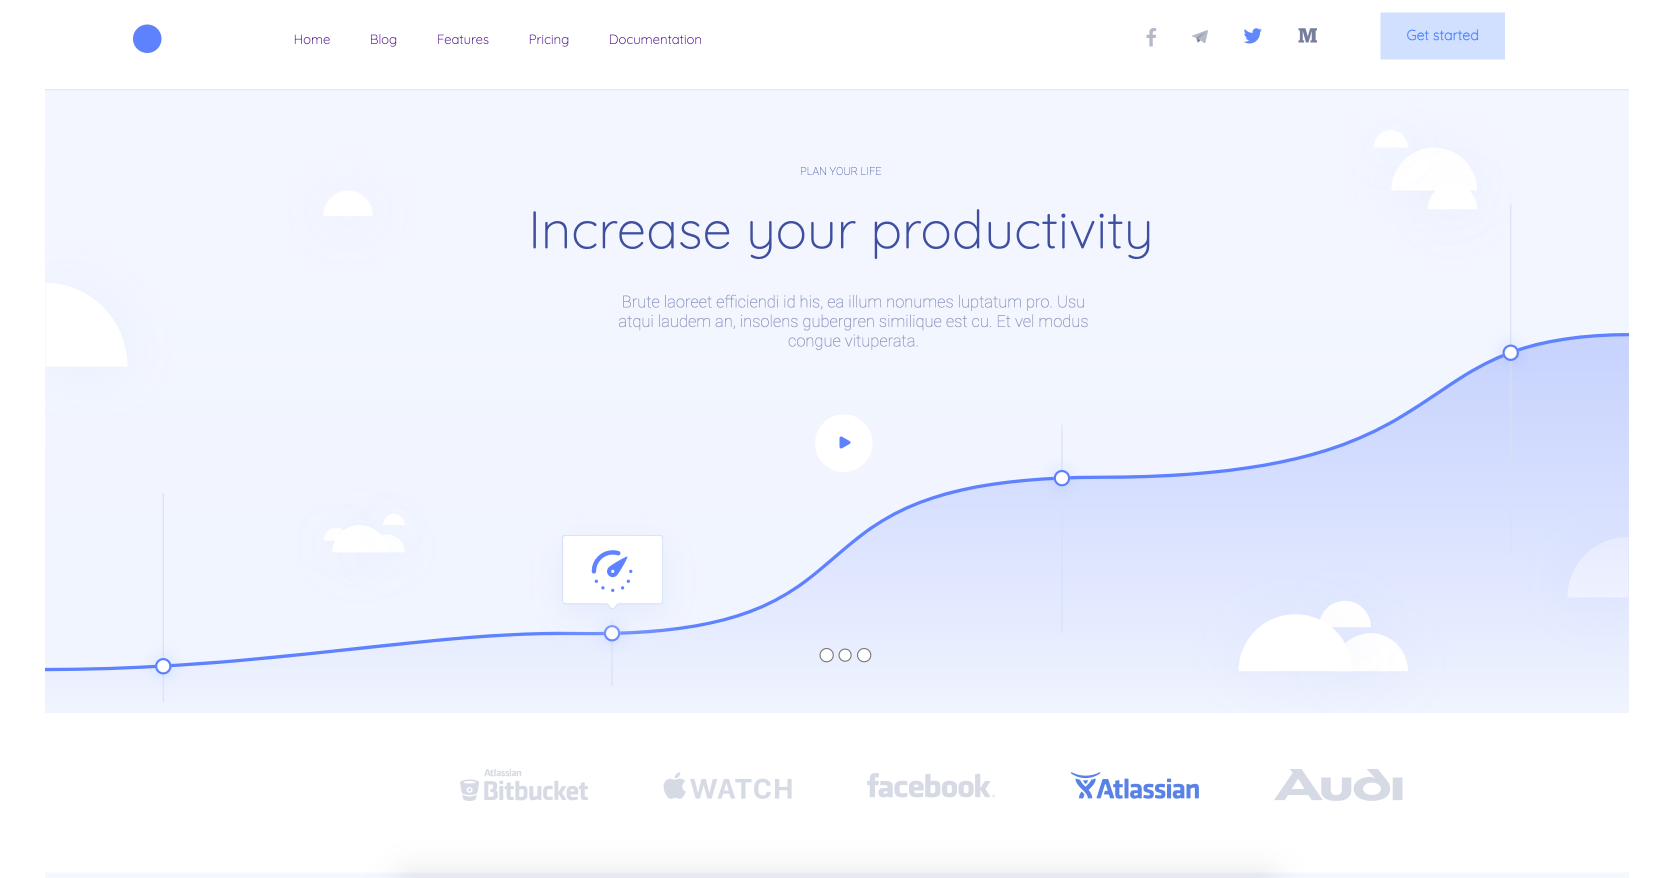 Home Blog Features Pricing Documentation
Get started
PLAN YOUR LIFE
Increase your productivity
Brute laoreet efficiendi id his, ea illum nonumes luptatum pro. Usu
atqui laudem an, insolens gubergren similique est cu. Et vel modus
congue vituperata.
Atlassian
Bitbucket
WATCH
facebook.
Atlassian
Audi